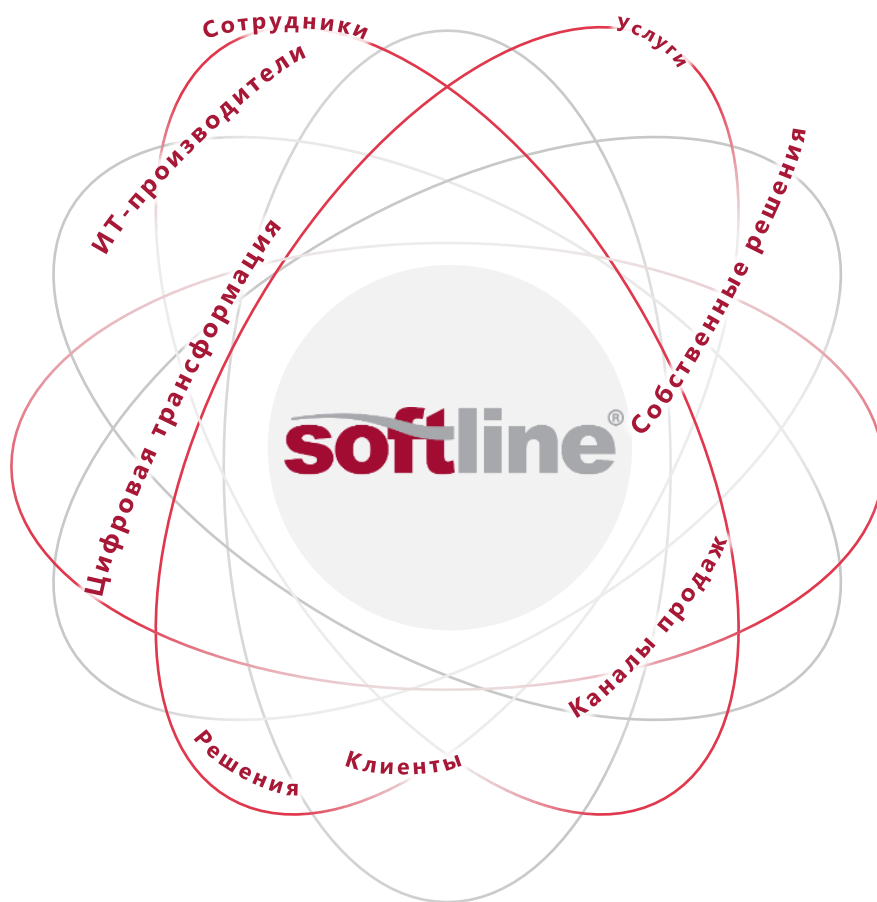 Сотрудники
Услуги
ИТ-производители
Собственные решения
Цифровая трансформация
softline®
Каналы продаж
Решения
Клиенты